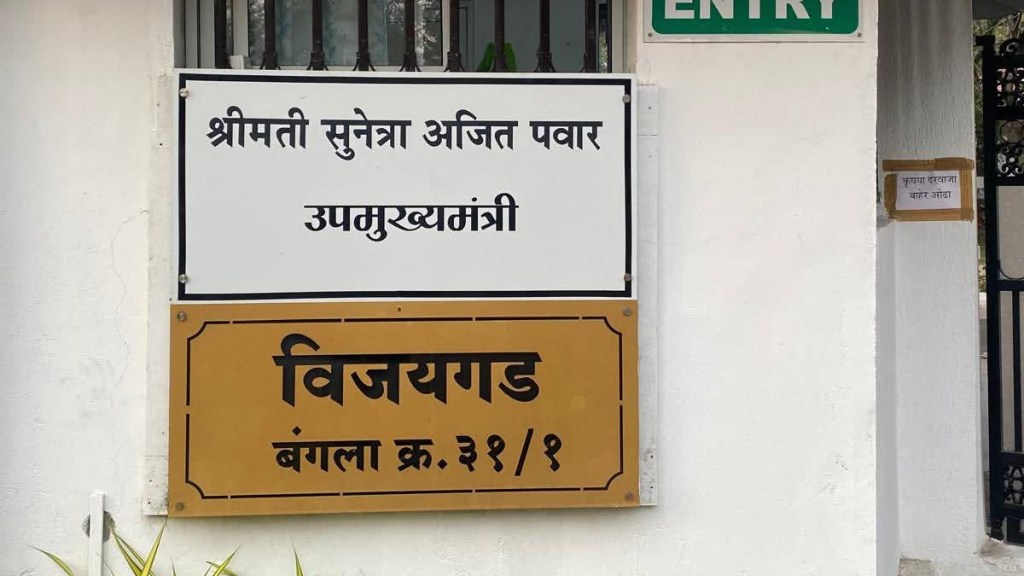 ENTRY
श्रीमती सुनेत्रा अजित पवार
उपमुख्यमंत्री
कृपया दरवाजा
बाहेर ओढा
विजयगड
बंगला क्र. ३१/१